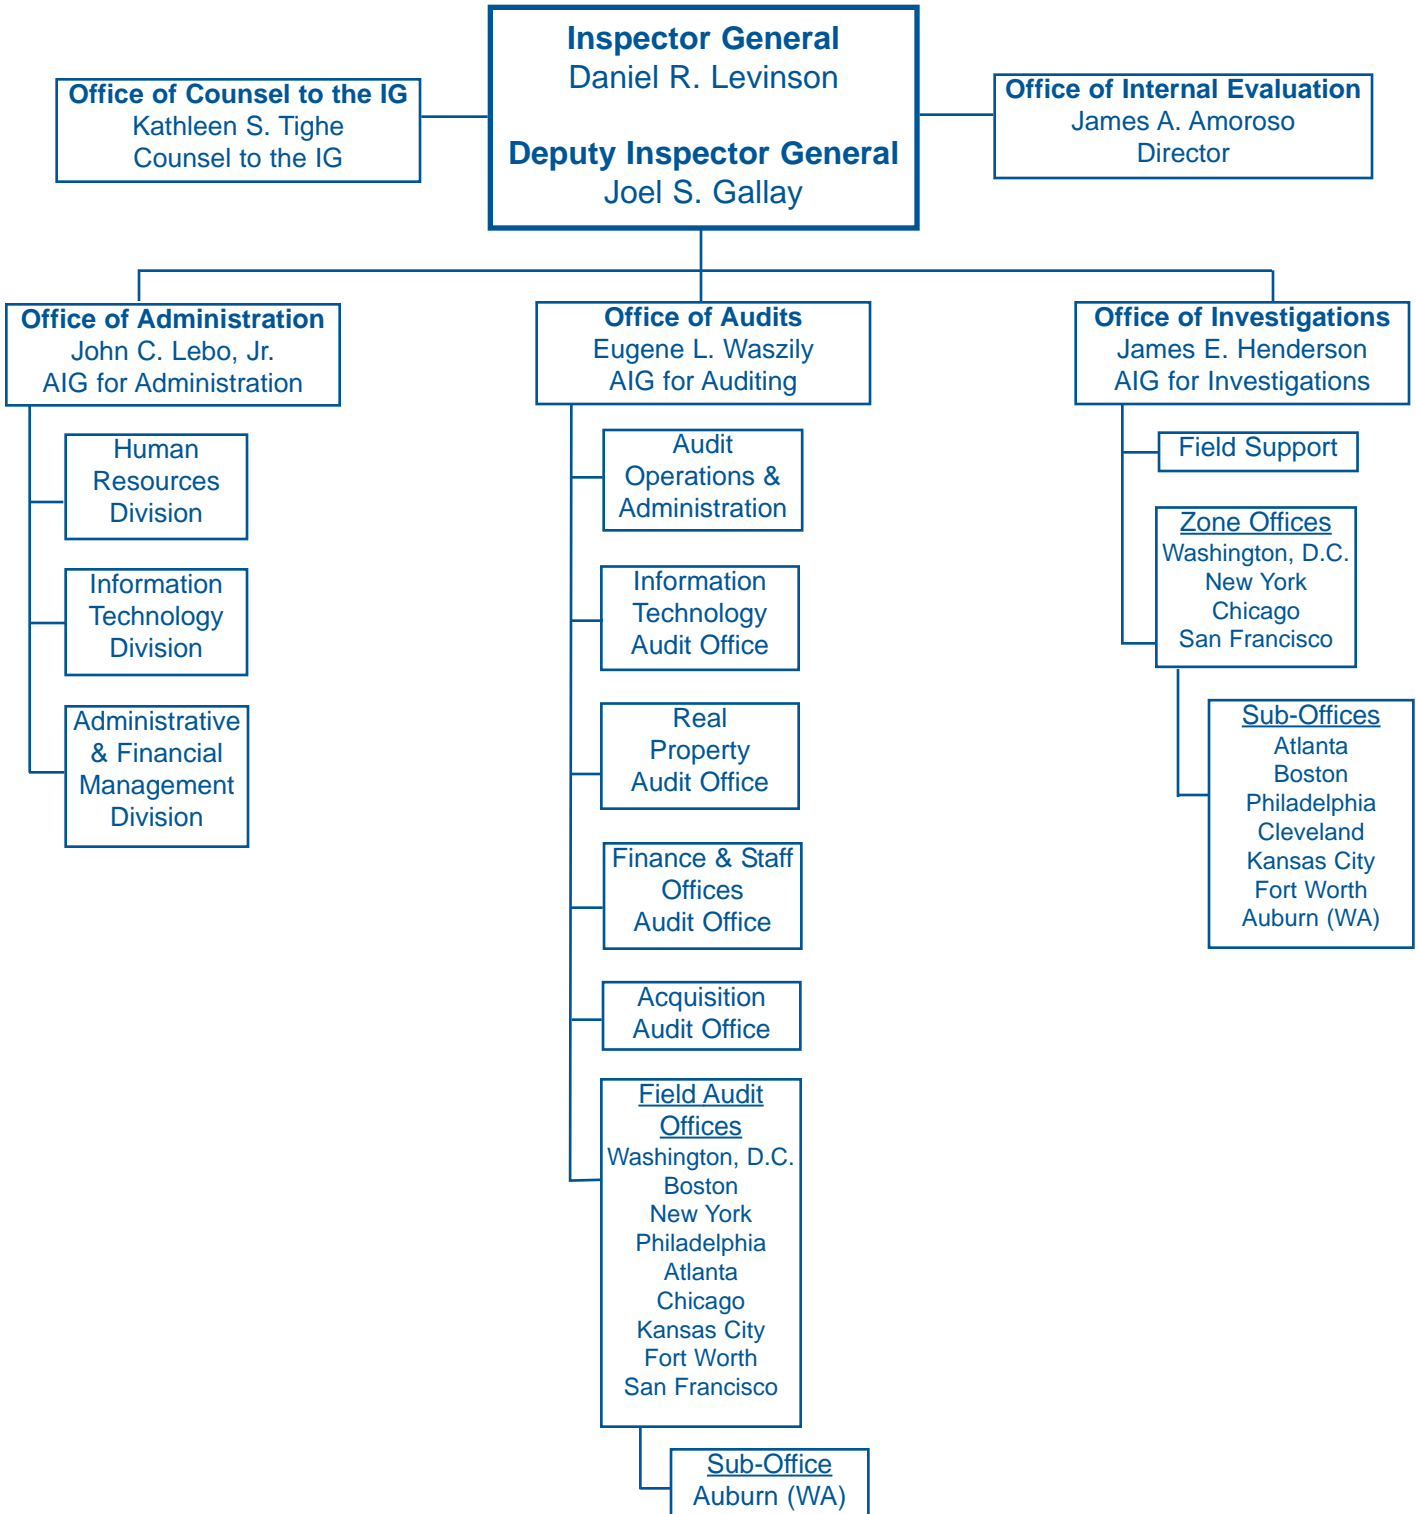 Inspector General
Daniel R. Levinson
Deputy Inspector General
Joel S. Gallay
Office of Counsel to the IG
Kathleen S. Tighe
Counsel to the IG
Office of Internal Evaluation
James A. Amoroso
Director
Office of Administration
John C. Lebo, Jr.
AIG for Administration
Human
Resources
Division
Information
Technology
Division
Administrative
& Financial
Management
Division
Office of Audits
Eugene L. Waszily
AIG for Auditing
Audit
Operations &
Administration
Information
Technology
Audit Office
Real
Property
Audit Office
Finance & Staff
Offices
Audit Office
Acquisition
Audit Office
Field Audit
Offices
Washington, D.C.
Boston
New York
Philadelphia
Atlanta
Chicago
Kansas City
Fort Worth
San Francisco
Sub-Office
Auburn (WA)
Office of Investigations
James E. Henderson
AIG for Investigations
Field Support
Zone Offices
Washington, D.C.
New York
Chicago
San Francisco
Sub-Offices
Atlanta
Boston
Philadelphia
Cleveland
Kansas City
Fort Worth
Auburn (WA)